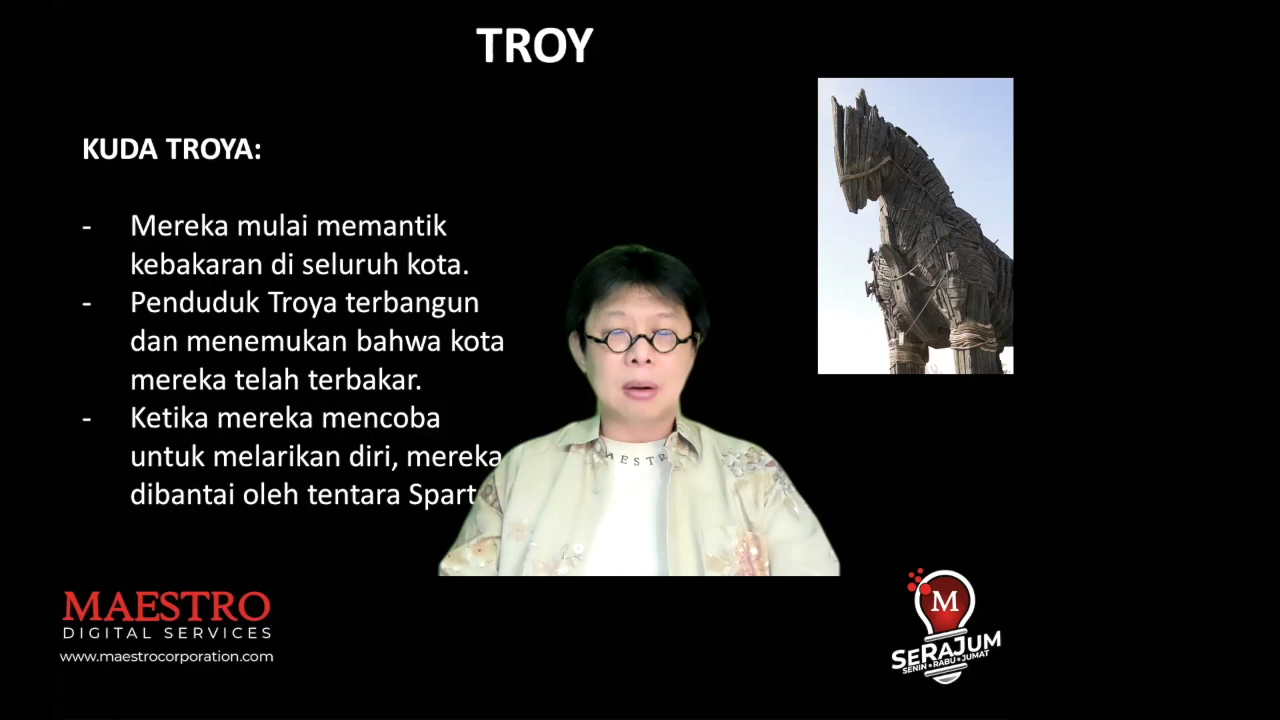 TROY
KUDA TROYA:
- Mereka mulai memantik
kebakaran di seluruh kota.
- Penduduk Troya terbangun
dan menemukan bahwa kota
mereka telah terbakar.
- Ketika mereka mencoba
untuk melarikan diri, mereka
dibantai oleh tentara Spart
AESTR
MAESTRO
DIGITAL SERVICES
www.maestrocorporation.com
M
SERAJUM
SENIN • RABU • JUMAT